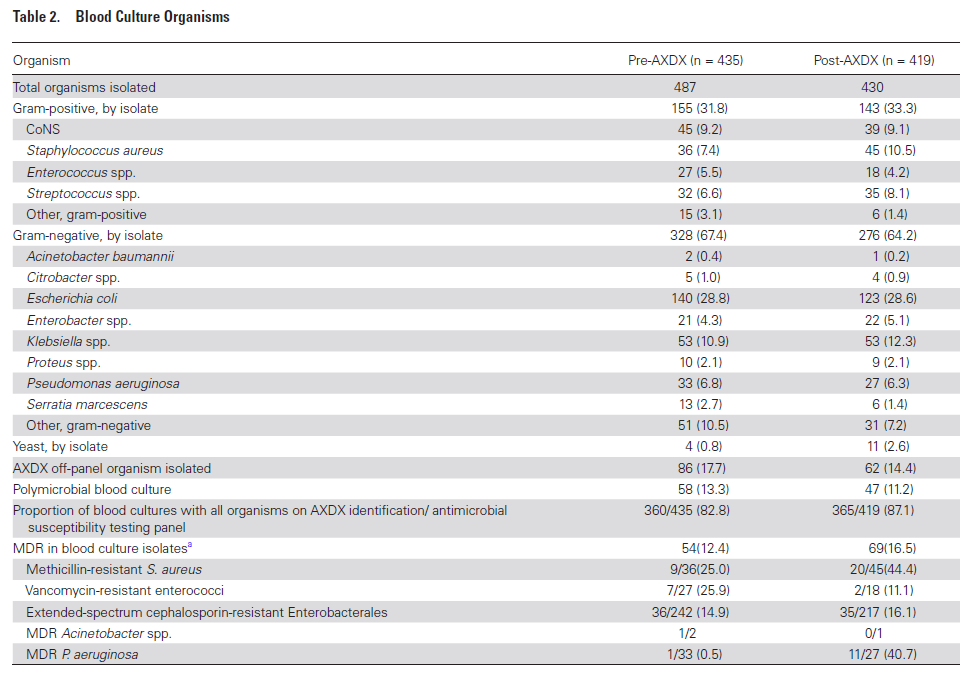 Table 2. Blood Culture Organisms
Organism Pre-AXDX (n = 435) Post-AXDX (n = 419)
Total organisms isolated 487 430
Gram-positive, by isolate 155 (31.8) 143 (33.3)
CoNS 45 (9.2) 39 (9.1)
Staphylococcus aureus 36 (7.4) 45 (10.5)
Enterococcus spp. 27 (5.5) 18 (4.2)
Streptococcus spp. 32 (6.6) 35 (8.1)
Other, gram-positive 15 (3.1) 6 (1.4)
Gram-negative, by isolate 328 (67.4) 276 (64.2)
Acinetobacter baumannii 2 (0.4) 1 (0.2)
Citrobacter spp. 5 (1.0) 4 (0.9)
Escherichia coli 140 (28.8) 123 (28.6)
Enterobacter spp. 21 (4.3) 22 (5.1)
Klebsiella spp. 53 (10.9) 53 (12.3)
Proteus spp. 10 (2.1) 9 (2.1)
Pseudomonas aeruginosa 33 (6.8) 27 (6.3)
Serratia marcescens 13 (2.7) 6 (1.4)
Other, gram-negative 51 (10.5) 31 (7.2)
Yeast, by isolate 4 (0.8) 11 (2.6)
AXDX off-panel organism isolated 86 (17.7) 62 (14.4)
Polymicrobial blood culture 58 (13.3) 47 (11.2)
Proportion of blood cultures with all organisms on AXDX identification/ antimicrobial 360/435 (82.8) 365/419 (87.1)
susceptibility testing panel
MDR in blood culture isolatesa 54(12.4) 69(16.5)
Methicillin-resistant S. aureus 9/36(25.0) 20/45(44.4)
Vancomycin-resistant enterococci 7/27 (25.9) 2/18 (11.1)
Extended-spectrum cephalosporin-resistant Enterobacterales 36/242 (14.9) 35/217 (16.1)
MDR Acinetobacter spp. 1/2 0/1
MDR P. aeruginosa 1/33 (0.5) 11/27 (40.7)